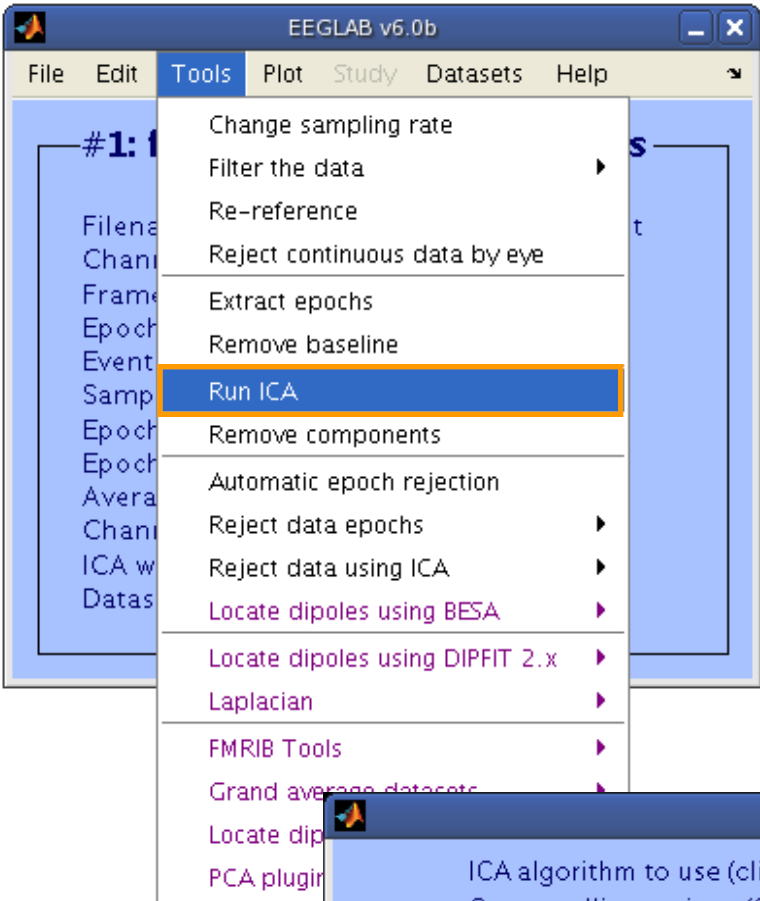 EEGLAB v6.0b
File Edit Tools Plot Study Datasets Help
#1:
s
t
Change sampling rate
Filter the data
Re-reference
Reject continuous data by eye
Extract epochs
Remove baseline
Run ICA
Remove components
Automatic epoch rejection
Reject data epochs
Reject data using ICA
Locate dipoles using BESA
Locate dipoles using DIPFIT 2.x
Laplacian
FMRIB Tools
Grand average datasets
Locate dip
PCA plugin
Filena
Chann
Frame
Epoch
Event
Samp
Epoch
Epoch
Avera
Chann
ICA w
Datas
ICA algorithm to use (cli